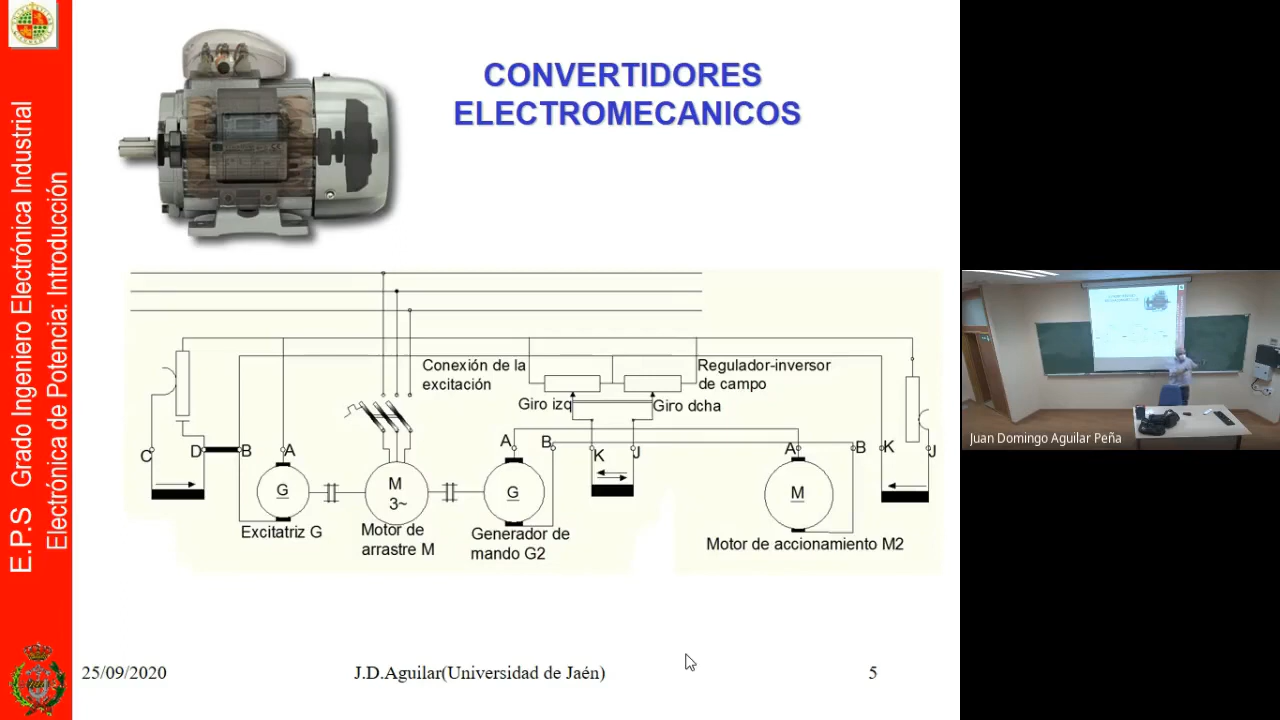 E.P.S Grado Ingeniero Electrónica Industrial
Electrónica de Potencia: Introducción
CONVERTIDORES
ELECTROMECANICOS
Conexión de la
excitación
Regulador-inversor
de campo
Giro izq
Giro dcha
C
D
B
A
A
B
K
J
A
B
K
J
G
M
3~
G
M
Excitatriz G
Motor de
arrastre M
Generador de
mando G2
Motor de accionamiento M2
25/09/2020
J.D.Aguilar(Universidad de Jaén)
5
Juan Domingo Aguilar Peña